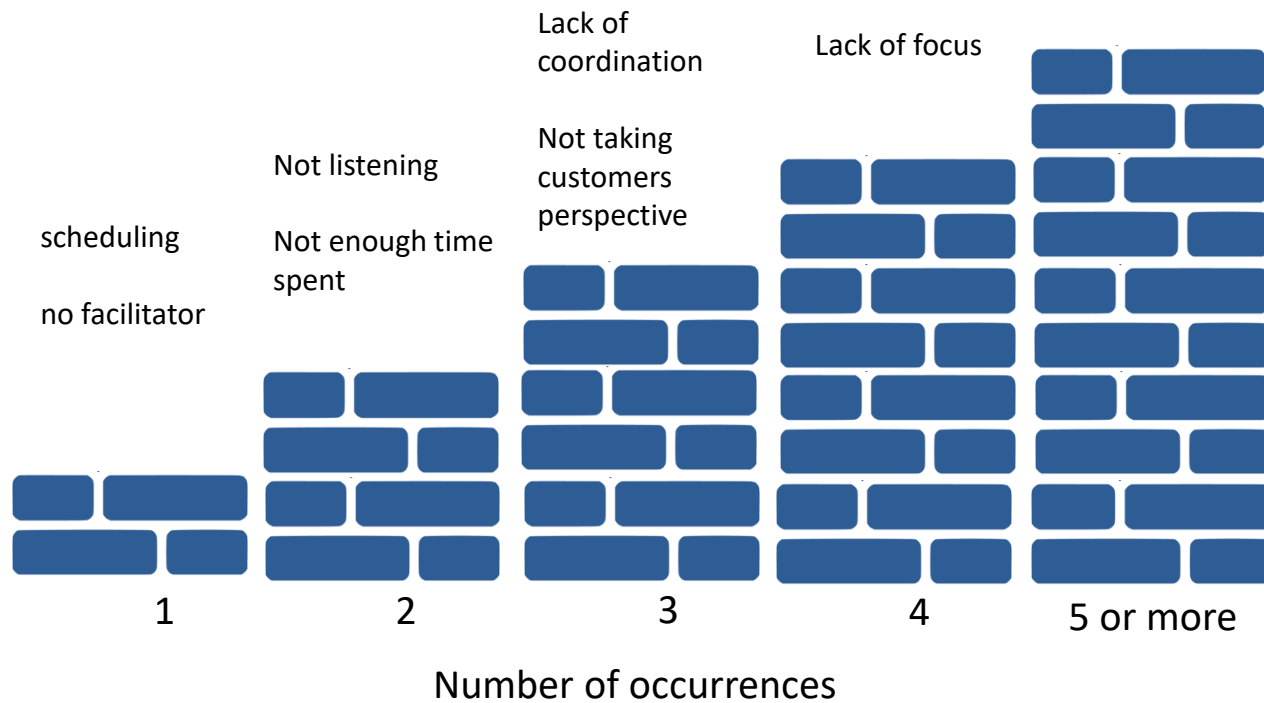 Lack of
coordination
Lack of focus
Not taking
customers
perspective
Not listening
Not enough time
spent
scheduling
no facilitator
1
2
3
4
5 or more
Number of occurrences